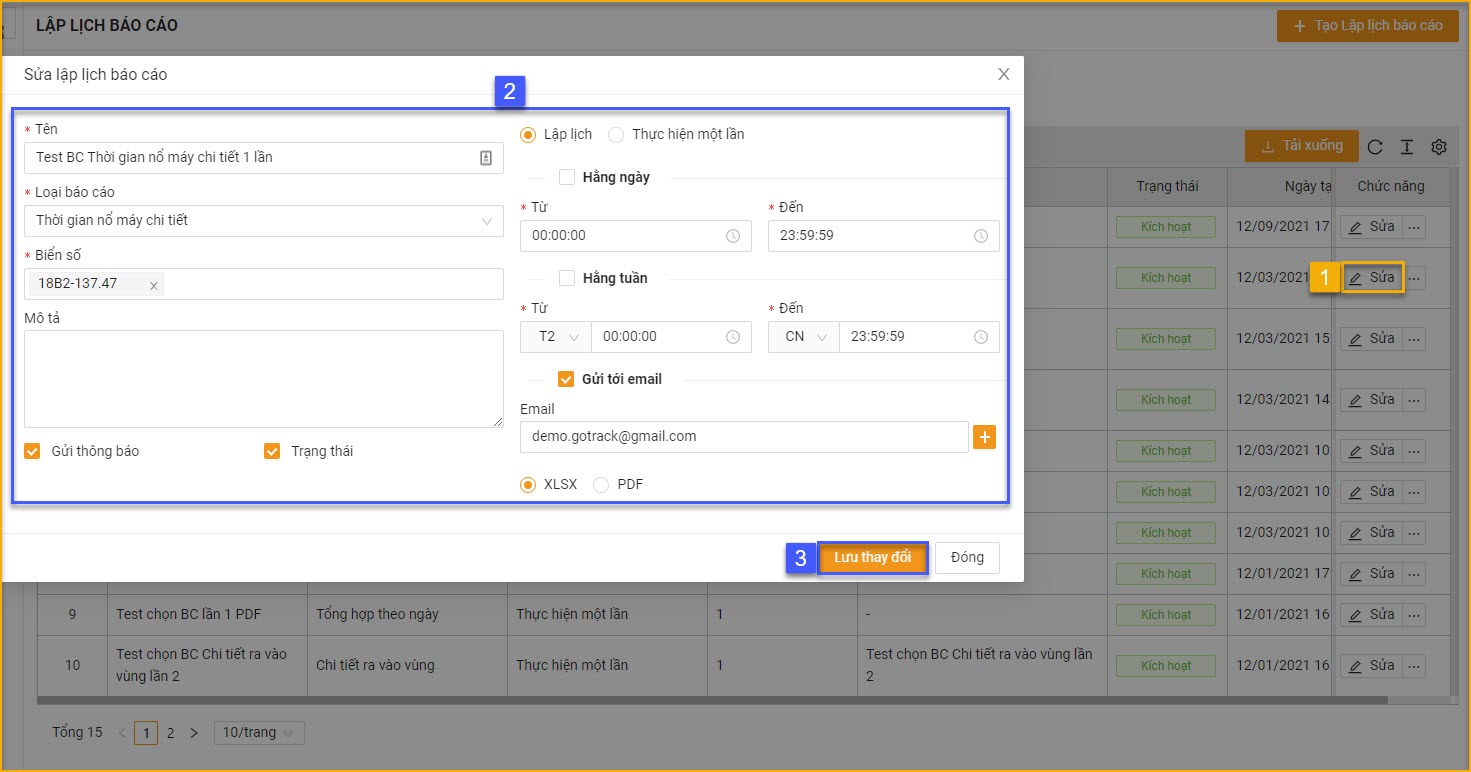 LẬP LỊCH BÁO CÁO
+ Tạo Lập lịch báo cáo
Sửa lập lịch báo cáo
2
* Tên
Test BC Thời gian nổ máy chi tiết 1 lần
* Loại báo cáo
Thời gian nổ máy chi tiết
* Biển số
18B2-137.47 x
Mô tả
Gửi thông báo
Trạng thái
Lập lịch
Thực hiện một lần
Hằng ngày
* Từ
* Đến
00:00:00
23:59:59
Hằng tuần
* Từ
* Đến
T2
00:00:00
CN
23:59:59
Gửi tới email
Email
demo.gotrack@gmail.com
+
XLSX
PDF
3
Lưu thay đổi
Đóng
Tải xuống
Trạng thái
Ngày tạ
Chức năng
Kích hoạt
12/09/2021 17
Sửa
...
Kích hoạt
12/03/2021
1
Sửa
...
Kích hoạt
12/03/2021 15
Sửa
...
Kích hoạt
12/03/2021 14
Sửa
...
Kích hoạt
12/03/2021 10
Sửa
...
Kích hoạt
12/03/2021 10
Sửa
...
Kích hoạt
12/03/2021 10
Sửa
...
Kích hoạt
12/01/2021 17
Sửa
...
9
Test chọn BC lần 1 PDF
Tổng hợp theo ngày
Thực hiện một lần
1
-
Kích hoạt
12/01/2021 16
Sửa
...
10
Test chọn BC Chi tiết ra vào
vùng lần 2
Chi tiết ra vào vùng
Thực hiện một lần
1
Test chọn BC Chi tiết ra vào vùng lần
2
Kích hoạt
12/01/2021 16
Sửa
...
Tổng 15
< 1 2 >
10/trang